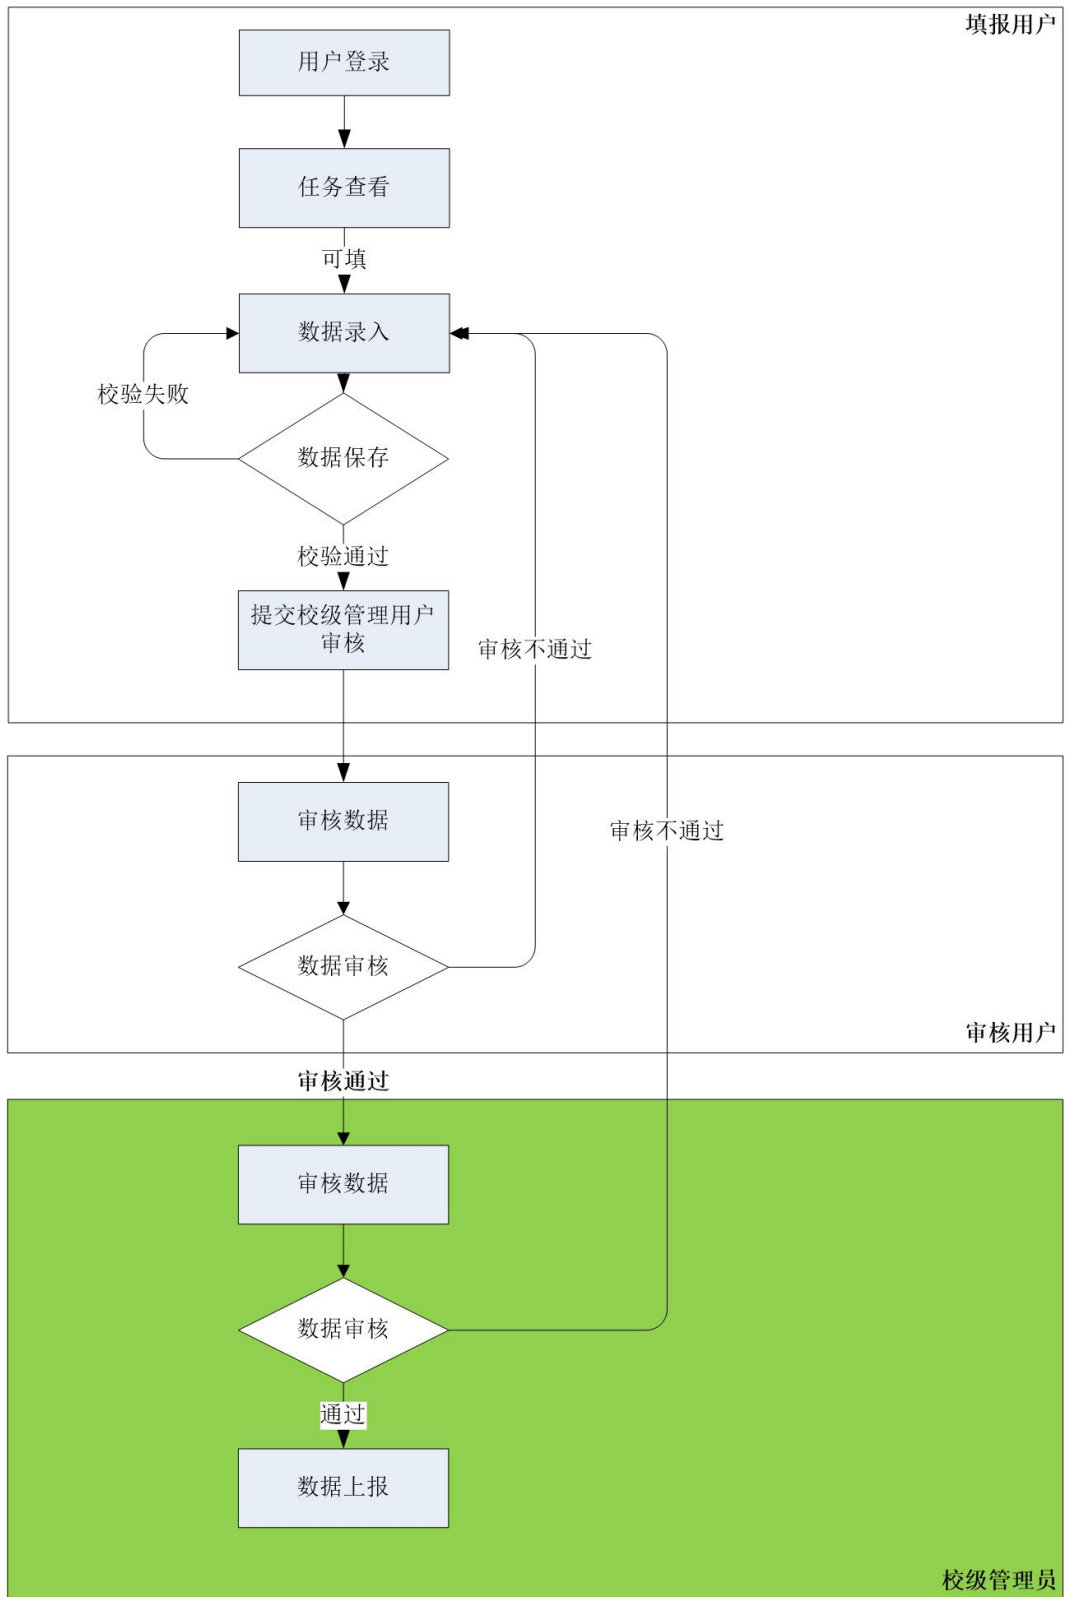 填报用户
用户登录
任务查看
可填
数据录入
校验失败
数据保存
校验通过
提交校级管理用户
审核
审核不通过
审核数据
审核不通过
数据审核
审核用户
审核通过
审核数据
数据审核
通过
数据上报
校级管理员